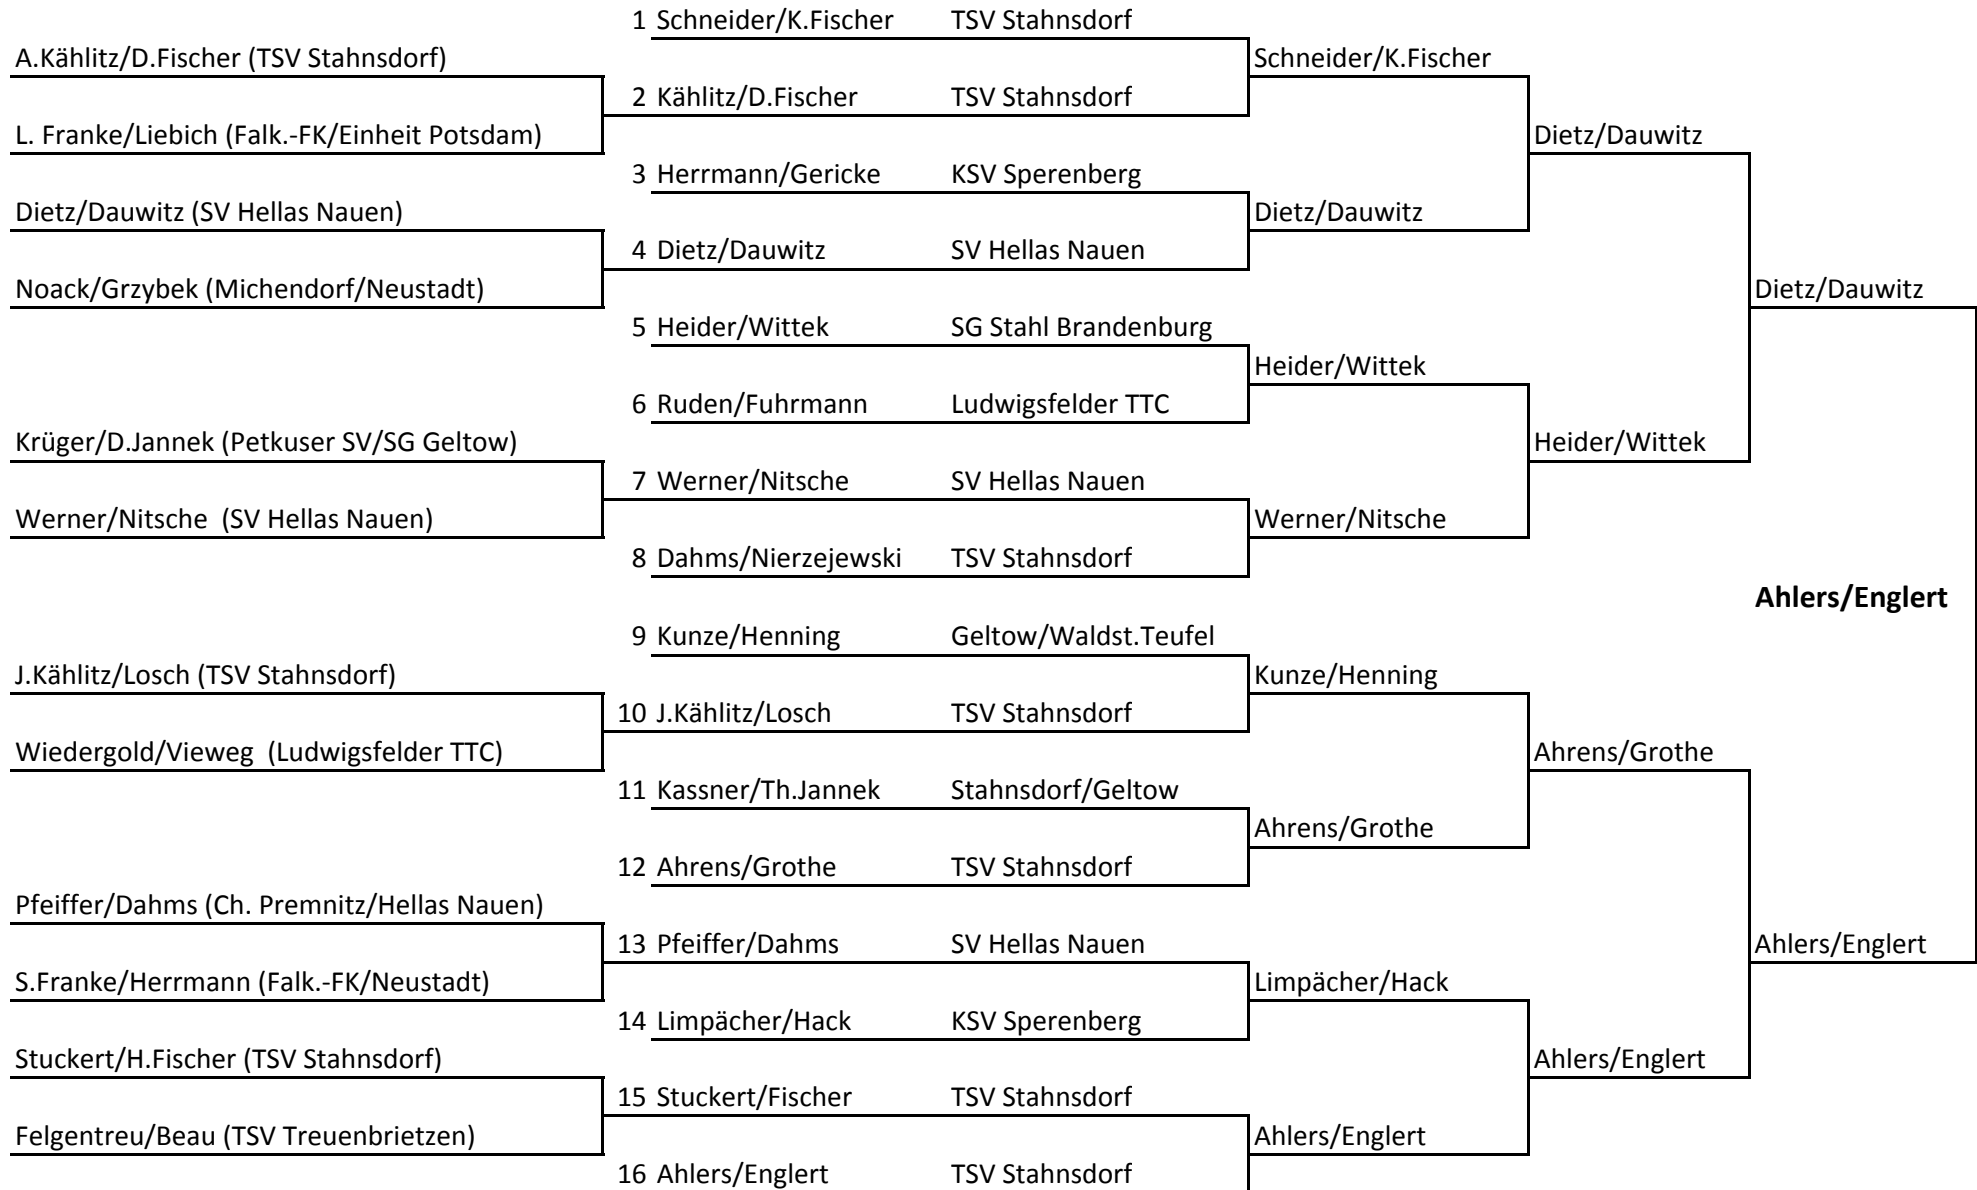 1 Schneider/K.Fischer TSV Stahnsdorf
A.Kählitz/D.Fischer (TSV Stahnsdorf) Schneider/K.Fischer
2 Kählitz/D.Fischer TSV Stahnsdorf
L. Franke/Liebich (Falk.-FK/Einheit Potsdam) Dietz/Dauwitz
3 Herrmann/Gericke KSV Sperenberg
Dietz/Dauwitz (SV Hellas Nauen) Dietz/Dauwitz
4 Dietz/Dauwitz SV Hellas Nauen
Noack/Grzybek (Michendorf/Neustadt) Dietz/Dauwitz
5 Heider/Wittek SG Stahl Brandenburg
Heider/Wittek
6 Ruden/Fuhrmann Ludwigsfelder TTC
Krüger/D.Jannek (Petkuser SV/SG Geltow) Heider/Wittek
7 Werner/Nitsche SV Hellas Nauen
Werner/Nitsche (SV Hellas Nauen) Werner/Nitsche
8 Dahms/Nierzejewski TSV Stahnsdorf
Ahlers/Englert
9 Kunze/Henning Geltow/Waldst.Teufel
J.Kählitz/Losch (TSV Stahnsdorf) Kunze/Henning
10 J.Kählitz/Losch TSV Stahnsdorf
Wiedergold/Vieweg (Ludwigsfelder TTC) Ahrens/Grothe
11 Kassner/Th.Jannek Stahnsdorf/Geltow
Ahrens/Grothe
12 Ahrens/Grothe TSV Stahnsdorf
Pfeiffer/Dahms (Ch. Premnitz/Hellas Nauen)
13 Pfeiffer/Dahms SV Hellas Nauen Ahlers/Englert
S.Franke/Herrmann (Falk.-FK/Neustadt) Limpächer/Hack
14 Limpächer/Hack KSV Sperenberg
Stuckert/H.Fischer (TSV Stahnsdorf) Ahlers/Englert
15 Stuckert/Fischer TSV Stahnsdorf
Felgentreu/Beau (TSV Treuenbrietzen) Ahlers/Englert
16 Ahlers/Englert TSV Stahnsdorf